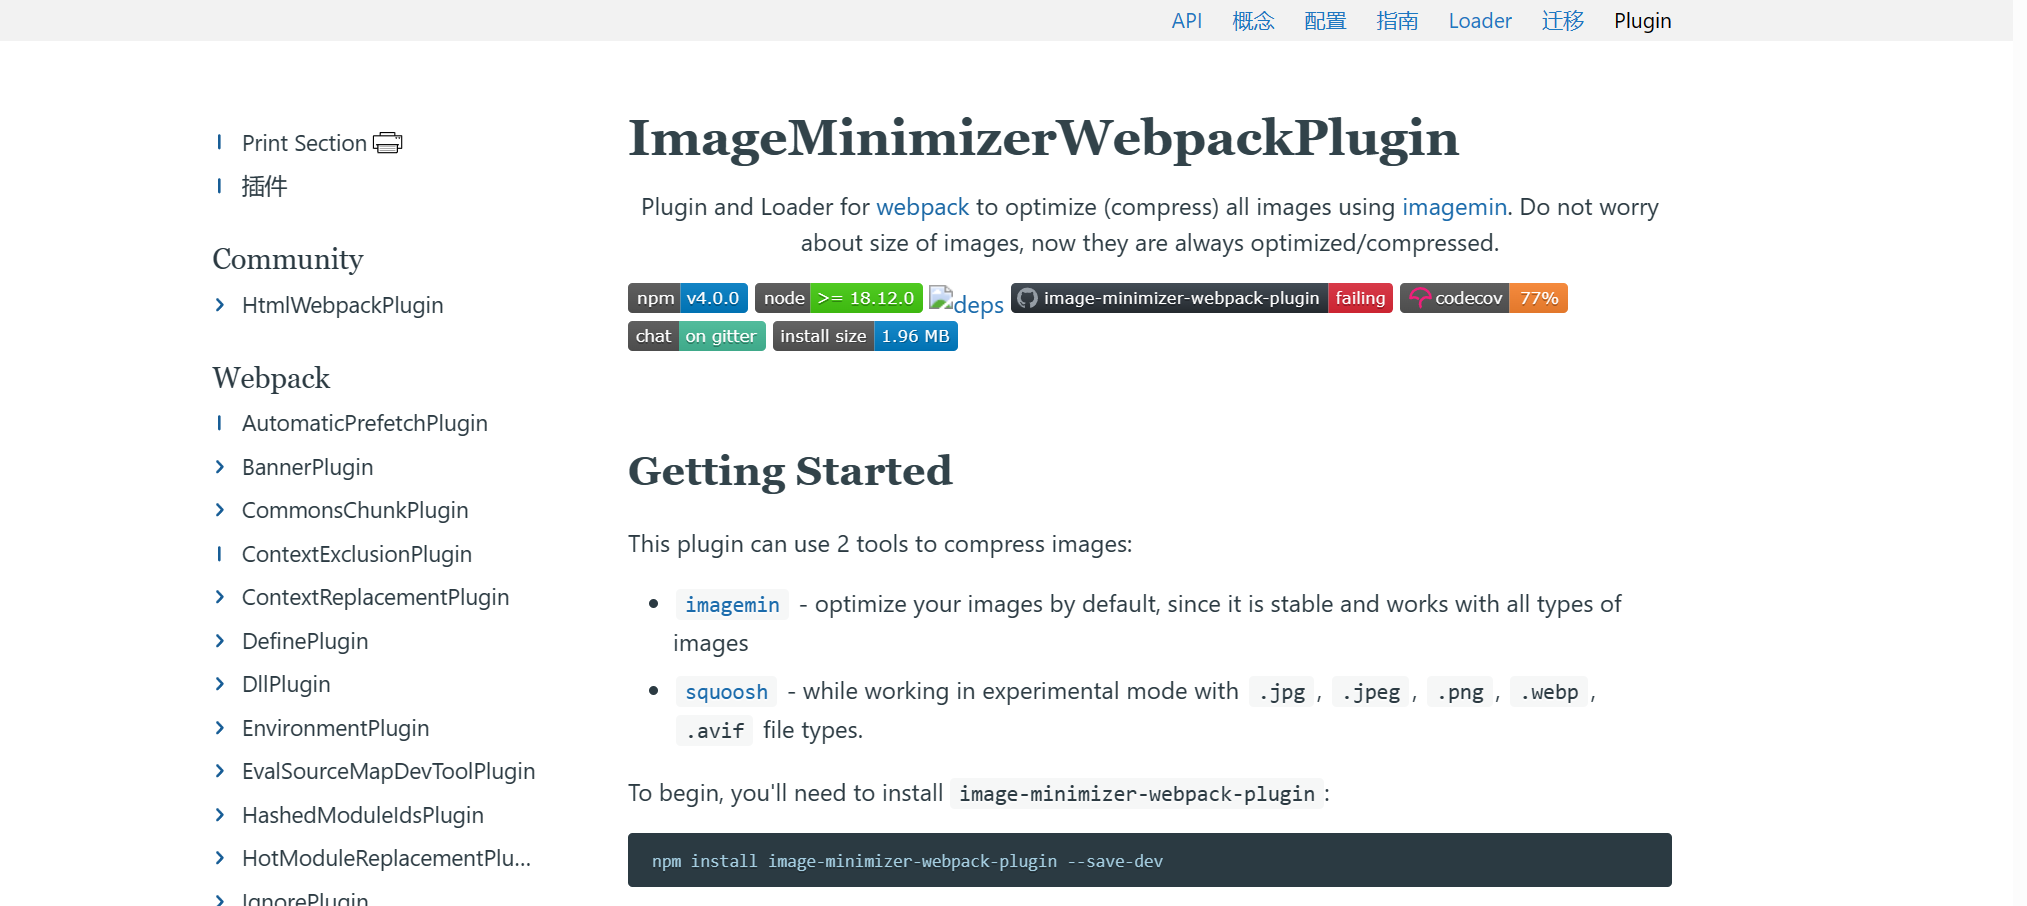 API 概念 配置 指南 Loader 迁移 Plugin
Print Section
插件
Community
HtmlWebpackPlugin
Webpack
AutomaticPrefetchPlugin
BannerPlugin
CommonsChunkPlugin
ContextExclusionPlugin
ContextReplacementPlugin
DefinePlugin
DllPlugin
EnvironmentPlugin
EvalSourceMapDevToolPlugin
HashedModuleIdsPlugin
HotModuleReplacementPlu...
IgnorePlugin
ImageMinimizerWebpackPlugin
Plugin and Loader for webpack to optimize (compress) all images using imagemin. Do not worry
about size of images, now they are always optimized/compressed.
npm v4.0.0 node >= 18.12.0 deps image-minimizer-webpack-plugin failing codecov 77%
chat on gitter install size 1.96 MB
Getting Started
This plugin can use 2 tools to compress images:
imagemin - optimize your images by default, since it is stable and works with all types of
images
squoosh - while working in experimental mode with .jpg, .jpeg, .png, .webp,
.avif file types.
To begin, you'll need to install image-minimizer-webpack-plugin:
npm install image-minimizer-webpack-plugin --save-dev